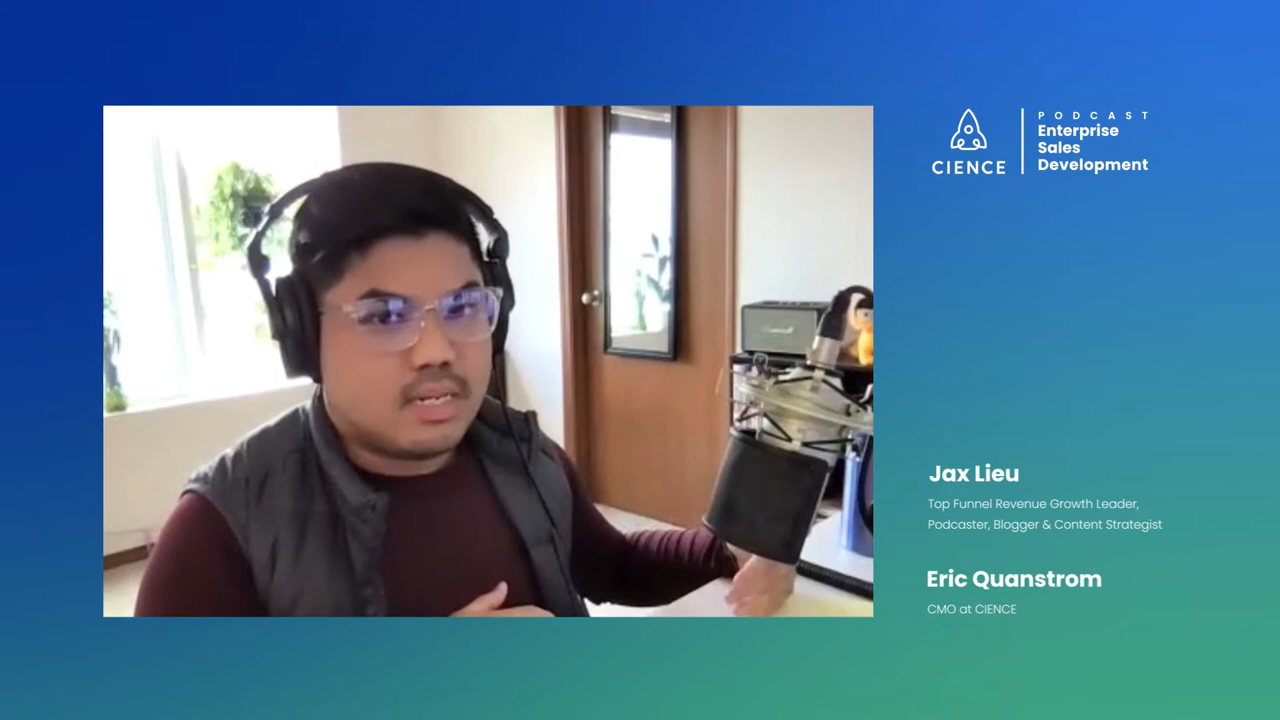 PODCAST
CIENCE
Enterprise
Sales
Development
Jax Lieu
Top Funnel Revenue Growth Leader,
Podcaster, Blogger & Content Strategist
Eric Quanstrom
CMO at CIENCE